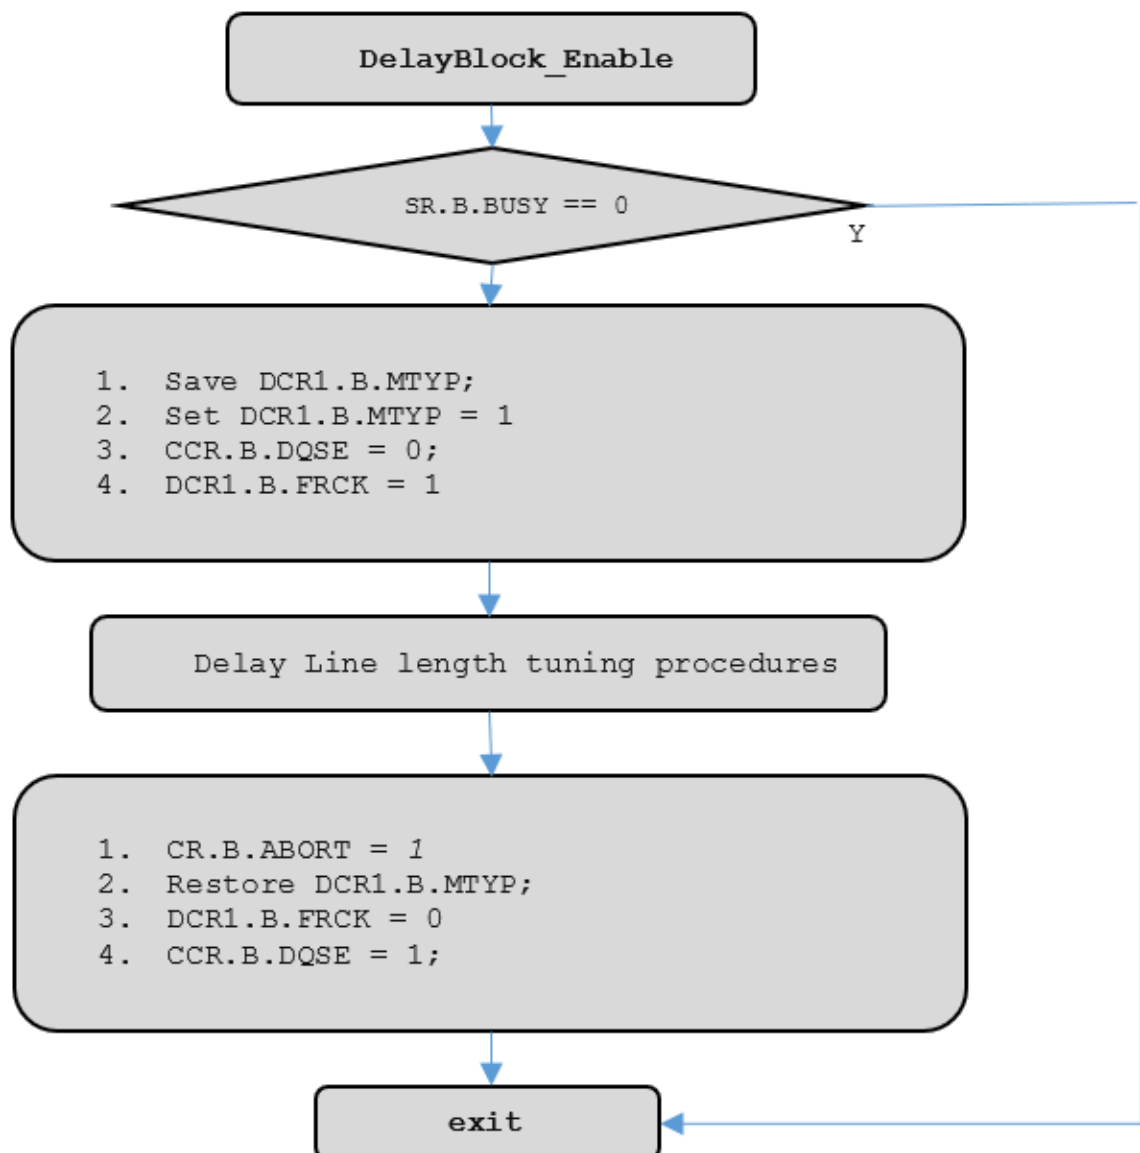 DelayBlock_Enable
SR.B.BUSY == 0
Y
1. Save DCR1.B.MTYP;
2. Set DCR1.B.MTYP = 1
3. CCR.B.DQSE = 0;
4. DCR1.B.FRCK = 1
Delay Line length tuning procedures
1. CR.B.ABORT = 1
2. Restore DCR1.B.MTYP;
3. DCR1.B.FRCK = 0
4. CCR.B.DQSE = 1;
exit